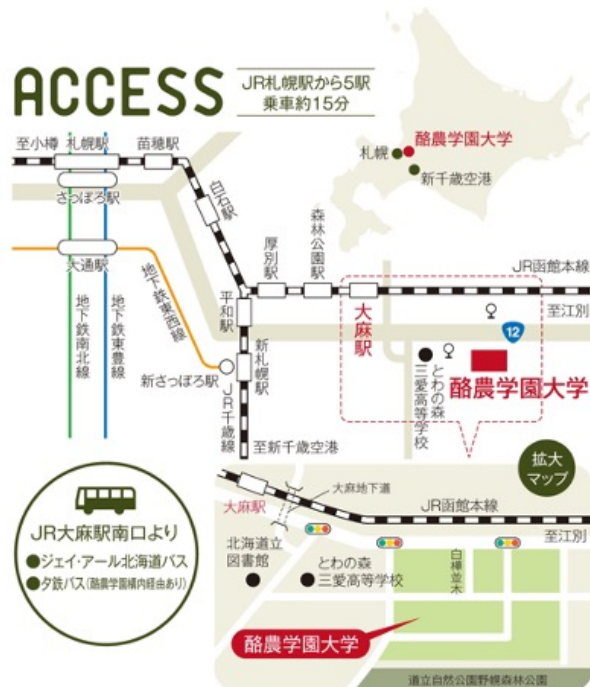 ACCESS
JR札幌駅から5駅
乗車約15分
酪農学園大学
札幌
新千歳空港
至小樽
札幌駅
苗穂駅
さっぽろ駅
白石駅
大通駅
地下鉄東西線
地下鉄南北線
地下鉄東豊線
厚別駅
森林公園駅
大麻駅
JR函館本線
至江別
12
平和駅
新札幌駅
新さっぽろ駅
JR千歳線
至新千歳空港
とわの森
三愛高等学校
酪農学園大学
拡大
マップ
JR大麻駅南口より
●ジェイ・アール北海道バス
●夕鉄バス(酪農学園構内経由あり)
大麻駅
大麻地下道
JR函館本線
至江別
北海道立
図書館
とわの森
三愛高等学校
白樺並木
酪農学園大学
道立自然公園野幌森林公園